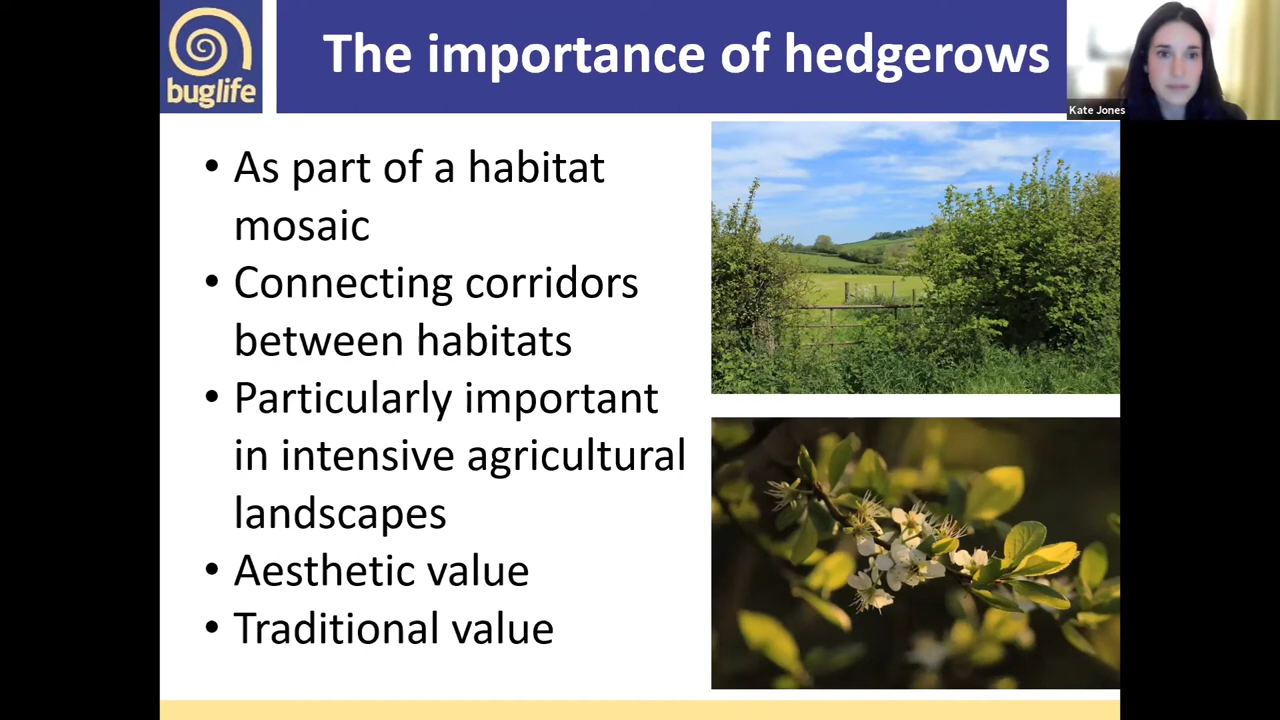 The importance of hedgerows
buglife
Kate Jones
• As part of a habitat
mosaic
• Connecting corridors
between habitats
• Particularly important
in intensive agricultural
landscapes
• Aesthetic value
• Traditional value